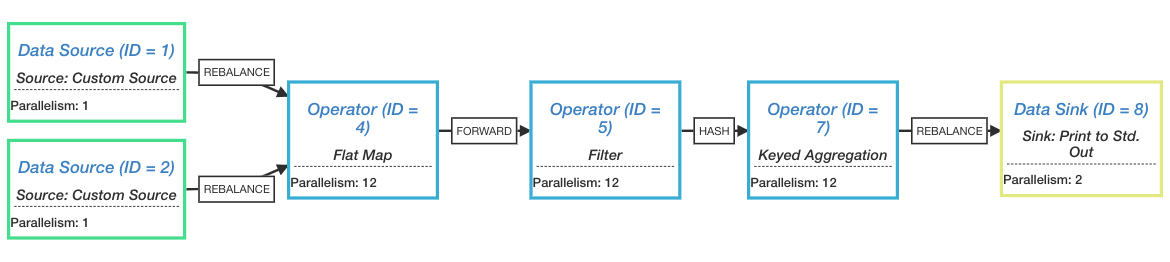 Data Source (ID = 1)
Source: Custom Source
Parallelism: 1
REBALANCE
Data Source (ID = 2)
Source: Custom Source
Parallelism: 1
REBALANCE
Operator (ID =
4)
Flat Map
Parallelism: 12
FORWARD
Operator (ID =
5)
Filter
Parallelism: 12
HASH
Operator (ID =
7)
Keyed Aggregation
Parallelism: 12
REBALANCE
Data Sink (ID = 8)
Sink: Print to Std.
Out
Parallelism: 2